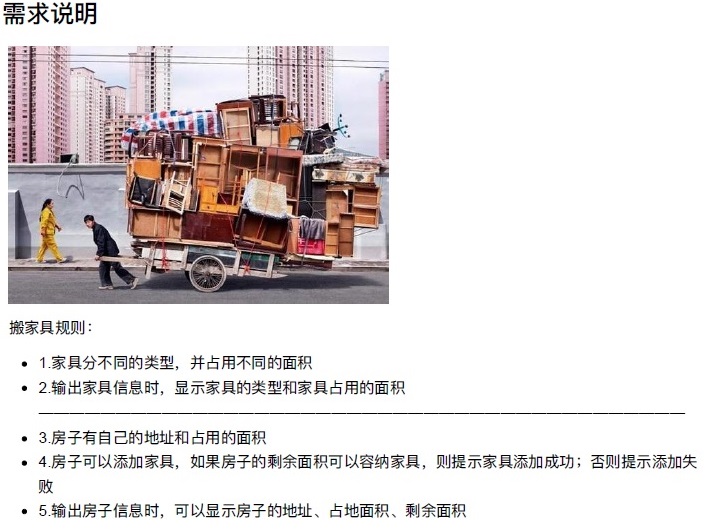 需求说明
搬家具规则：
1.家具分不同的类型，并占用不同的面积
2.输出家具信息时，显示家具的类型和家具占用的面积
3.房子有自己的地址和占用的面积
4.房子可以添加家具，如果房子的剩余面积可以容纳家具，则提示家具添加成功；否则提示添加失
败
5.输出房子信息时，可以显示房子的地址、占地面积、剩余面积